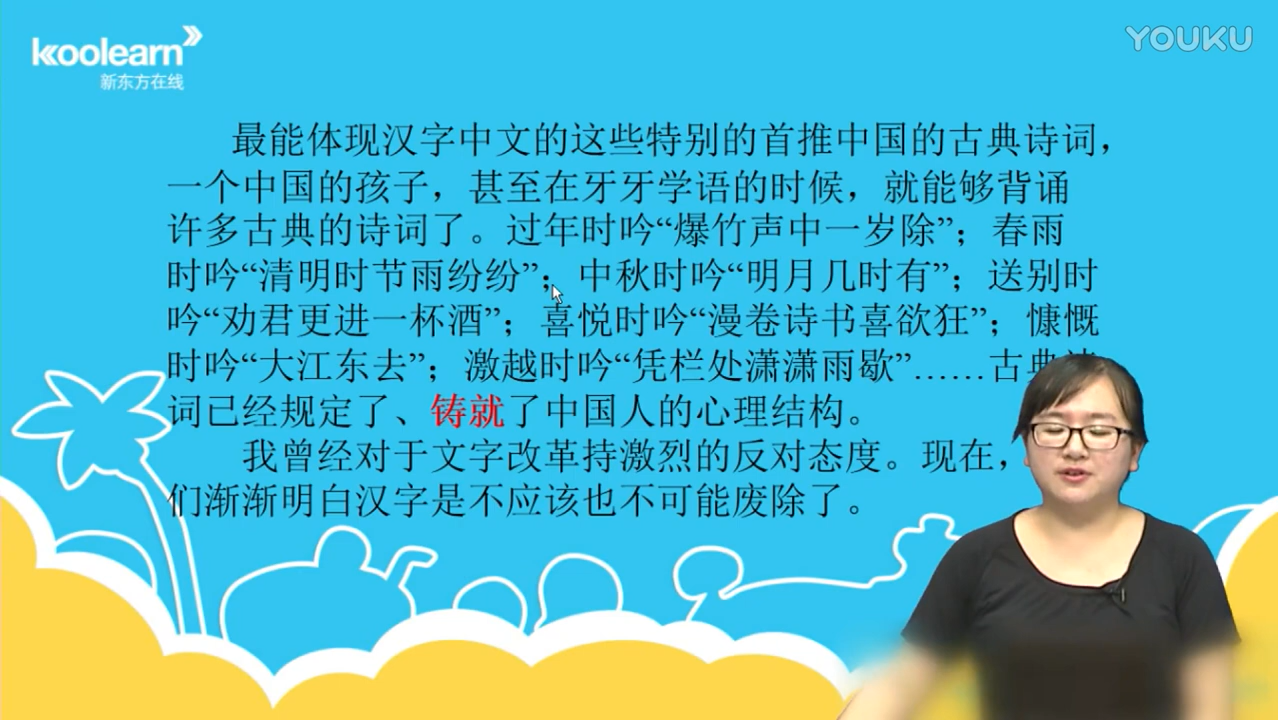 koolearn
新东方在线
YOUKU
最能体现汉字中文的这些特别的首推中国的古典诗词，
一个中国的孩子，甚至在牙牙学语的时候，就能够背诵
许多古典的诗词了。过年时吟“爆竹声中一岁除”；春雨
时吟“清明时节雨纷纷”；中秋时吟“明月几时有”；送别时
吟“劝君更进一杯酒”；喜悦时吟“漫卷诗书喜欲狂”；慷慨
时吟“大江东去”；激越时吟“凭栏处潇潇雨歇”……古典
词已经规定了、铸就了中国人的心理结构。
我曾经对于文字改革持激烈的反对态度。现在，
们渐渐明白汉字是不应该也不可能废除了。